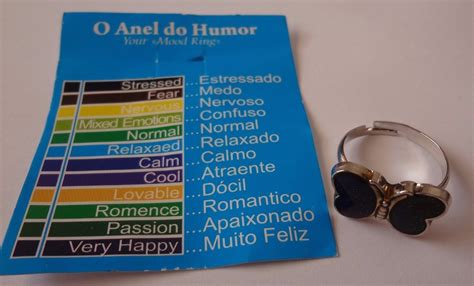 O Anel do Humor
Your «Mood Ring»
Stressed ...Estressado
Fear ...Medo
Nervous ...Nervoso
Mixed Emotions ...Confuso
Normal ...Normal
Relaxaed ...Relaxado
Calm ...Calmo
Cool ...Atraente
Lovable ...Dócil
Romence ...Romantico
Passion ...Apaixonado
Very Happy ...Muito Feliz